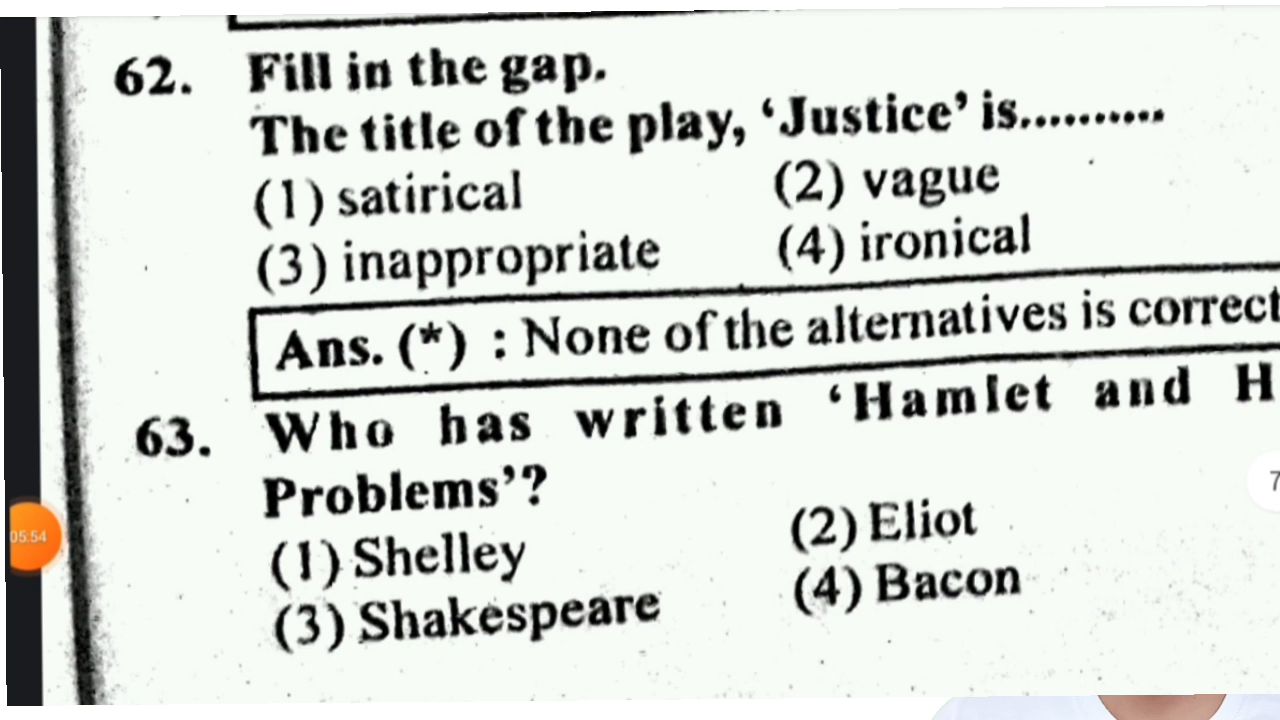 62. Fill in the gap.
The title of the play, ‘Justice’ is..........
(1) satirical (2) vague
(3) inappropriate (4) ironical
Ans. (*) : None of the alternatives is correct
63. Who has written ‘Hamlet and H
Problems’?
(1) Shelley (2) Eliot
(3) Shakespeare (4) Bacon
05:54
7